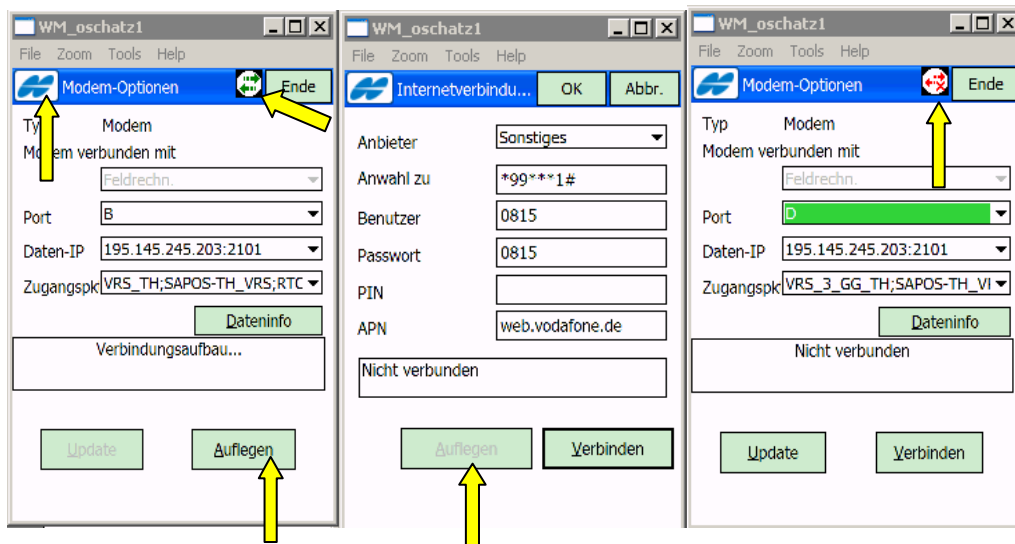 WM_oschatz1
File Zoom Tools Help
Modem-Optionen Ende
Modem
Modem verbunden mit
Feldrechn.
Port B
Daten-IP 195.145.245.203:2101
Zugangspk VRS_TH;SAPOS-TH_VRS;RTC
Dateninfo
Verbindungsaufbau...
Update Auflegen
WM_oschatz1
File Zoom Tools Help
Internetverbindu... OK Abbr.
Anbieter Sonstiges
Anwahl zu *99***1#
Benutzer 0815
Passwort 0815
PIN
APN web.vodafone.de
Nicht verbunden
Auflegen Verbinden
WM_oschatz1
File Zoom Tools Help
Modem-Optionen Ende
Typ Modem
Modem verbunden mit
Feldrechn.
Port D
Daten-IP 195.145.245.203:2101
Zugangspk VRS_3_GG_TH;SAPOS-TH_VI
Dateninfo
Nicht verbunden
Update Verbinden